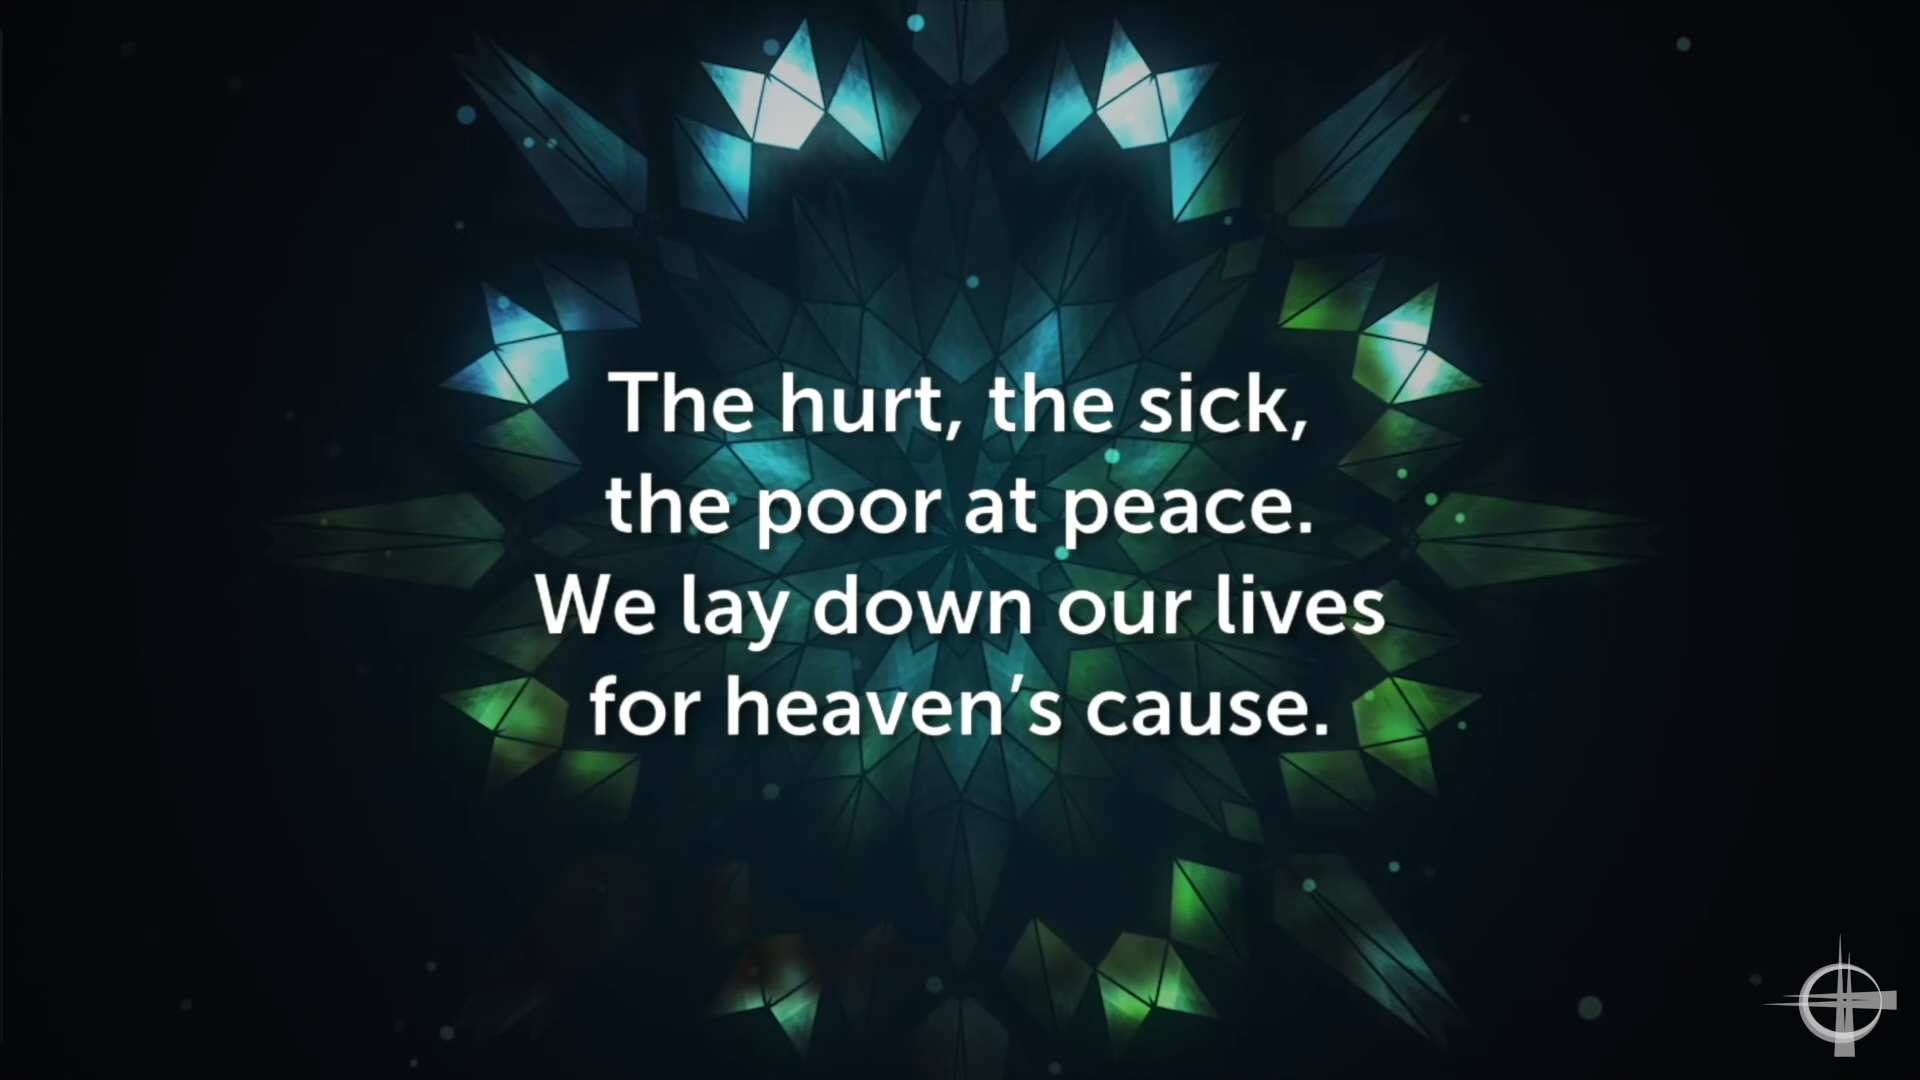 The hurt, the sick,
the poor at peace.
We lay down our lives
for heaven’s cause.